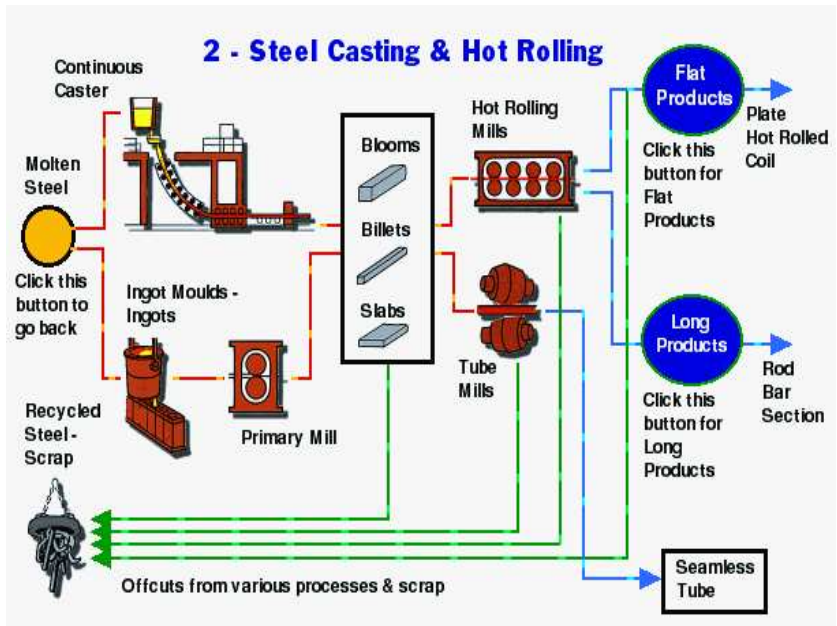 2 - Steel Casting & Hot Rolling
Continuous
Caster
Molten
Steel
Click this
button to
go back
Ingot Moulds -
Ingots
Primary Mill
Recycled
Steel -
Scrap
Blooms
Billets
Slabs
Hot Rolling
Mills
Tube
Mills
Flat
Products
Click this
button for
Flat
Products
Plate
Hot Rolled
Coil
Long
Products
Click this
button for
Long
Products
Rod
Bar
Section
Seamless
Tube
Offcuts from various processes & scrap